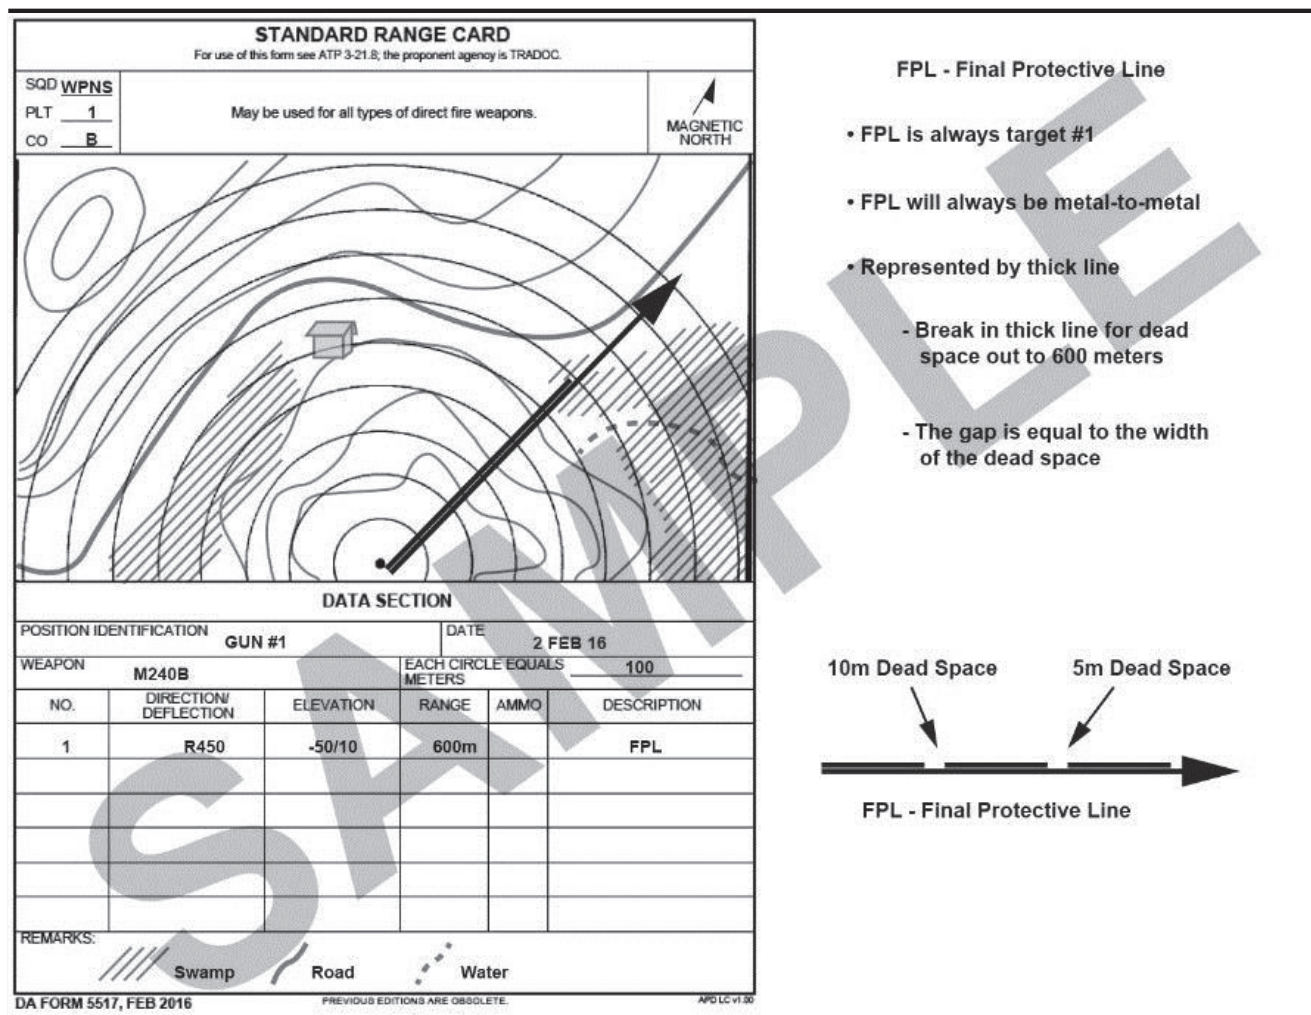 STANDARD RANGE CARD
For use of this form see ATP 3-21.8; the proponent agency is TRADOC.
SQD WPNS
PLT 1
CO B
May be used for all types of direct fire weapons.
MAGNETIC
NORTH
DATA SECTION
POSITION IDENTIFICATION GUN #1
DATE 2 FEB 16
WEAPON M240B
EACH CIRCLE EQUALS 100
METERS
NO. DIRECTION/ ELEVATION RANGE AMMO DESCRIPTION
DEFLECTION
1 R450 -50/10 600m FPL
REMARKS:
Swamp Road Water
DA FORM 5517, FEB 2016 PREVIOUS EDITIONS ARE OBSOLETE. APD LC v1.00
FPL - Final Protective Line
• FPL is always target #1
• FPL will always be metal-to-metal
• Represented by thick line
- Break in thick line for dead
space out to 600 meters
- The gap is equal to the width
of the dead space
10m Dead Space 5m Dead Space
FPL - Final Protective Line
SAMPLE